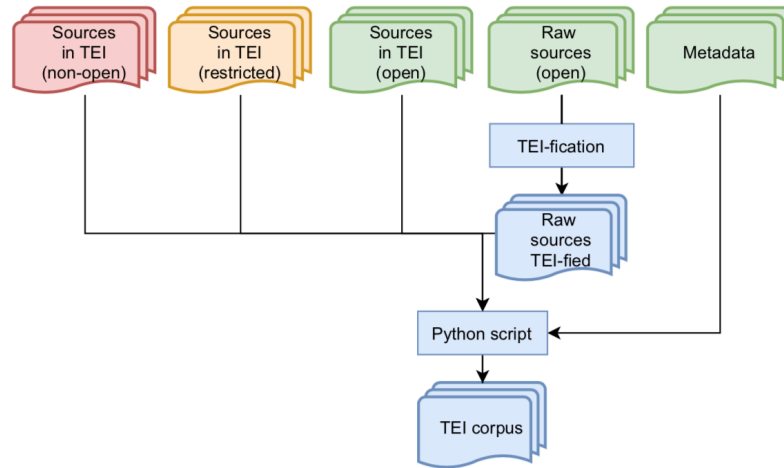 Sources
in TEI
(non-open)
Sources
in TEI
(restricted)
Sources
in TEI
(open)
Raw
sources
(open)
Metadata
TEI-fication
Raw
sources
TEI-fied
Python script
TEI corpus